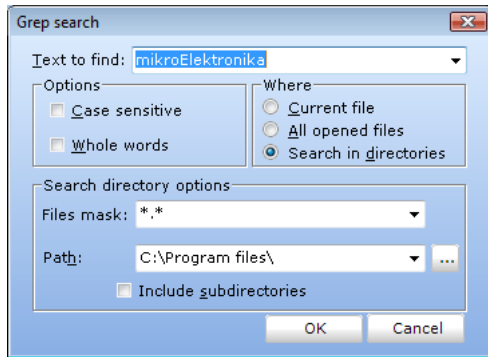 Grep search
Text to find: mikroElektronika
Options
Case sensitive
Whole words
Where
Current file
All opened files
Search in directories
Search directory options
Files mask: *.*
Path: C:\Program files\ ...
Include subdirectories
OK Cancel